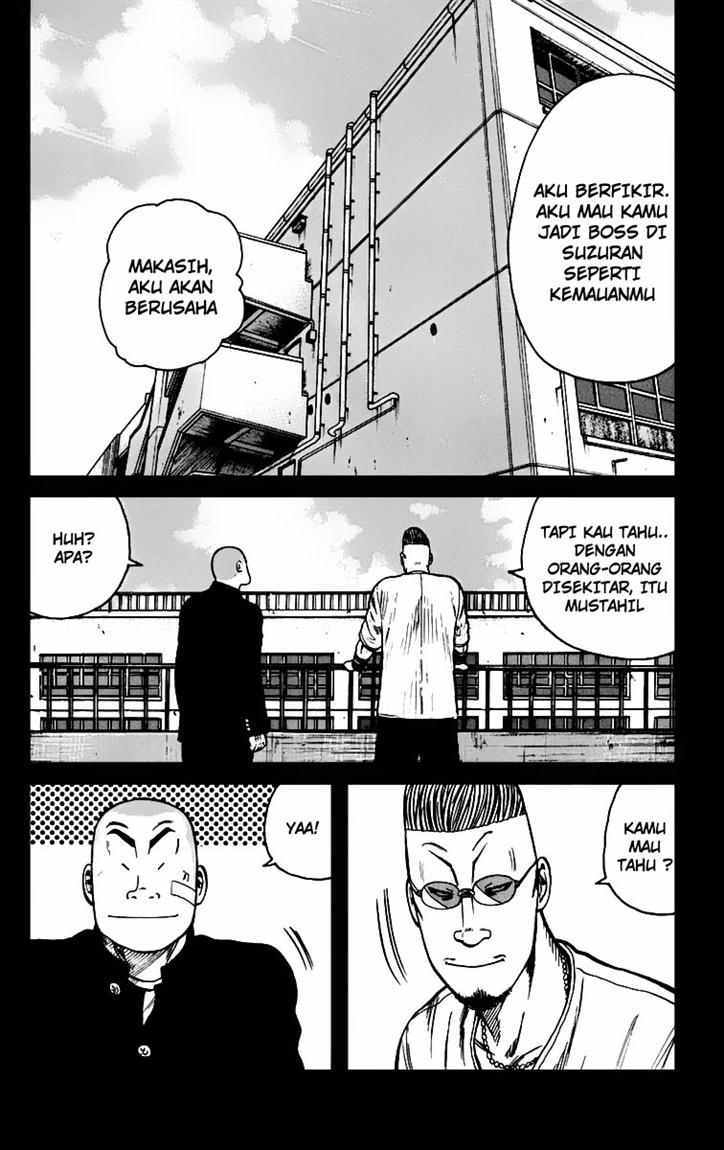 AKU BERFIKIR.
AKU MAU KAMU
JADI BOSS DI
SUZURAN
SEPERTI
KEMAUANMU
MAKASIH,
AKU AKAN
BERUSAHA
TAPI KAU TAHU..
DENGAN
ORANG-ORANG
DISEKITAR, ITU
MUSTAHIL
HUH?
APA?
KAMU
MAU
TAHU ?
YAA!